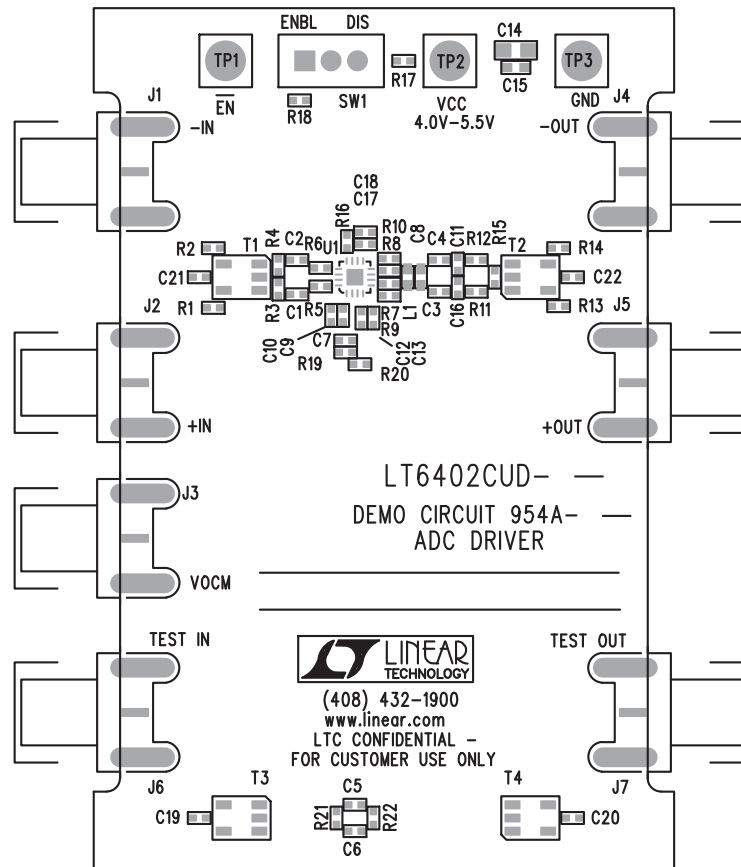 ENBL DIS
C14
TP1
TP2
TP3
R17
C15
J1
EN
R18
SW1
VCC
4.0V-5.5V
GND
J4
-IN
-OUT
C18
C17
R16
R10
R8
C8
C4
C11
R12
R15
T2
R14
R2
T1
R4
C2
R6
U1
C21
C22
R1
R3
C1
R5
R7
R9
L1
C3
C16
R11
R13
J2
J5
C10
C9
C7
C12
C13
R19
R20
+IN
+OUT
LT6402CUD- —
J3
DEMO CIRCUIT 954A- —
ADC DRIVER
VOCM
TEST IN
TEST OUT
LT LINEAR
TECHNOLOGY
(408) 432-1900
www.linear.com
LTC CONFIDENTIAL -
FOR CUSTOMER USE ONLY
J6
T3
C5
T4
J7
C19
R21
R22
C20
C6